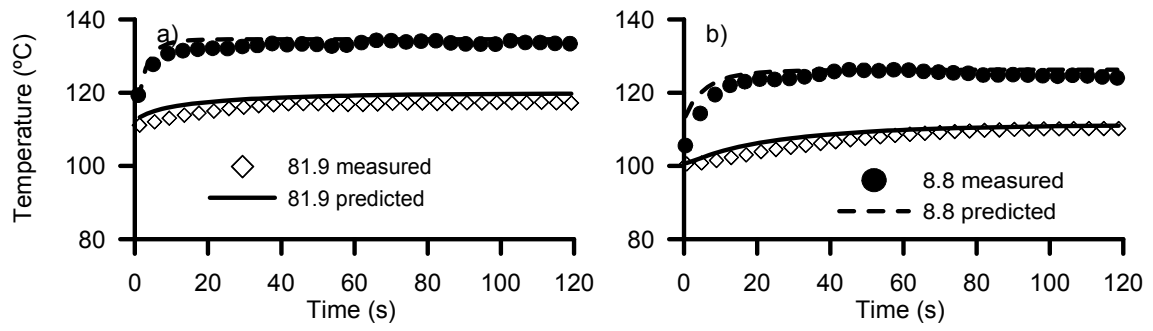 Temperature (ºC)
140
120
100
80
a)
81.9 measured
81.9 predicted
0 20 40 60 80 100 120
Time (s)
140
120
100
80
b)
8.8 measured
8.8 predicted
0 20 40 60 80 100 120
Time (s)